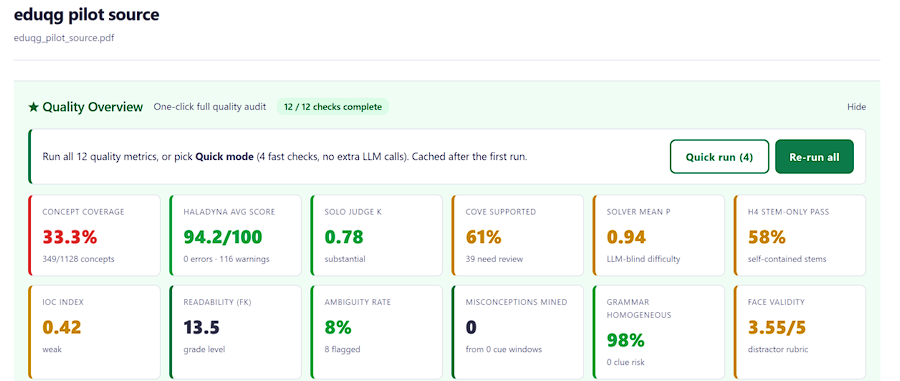 eduqg pilot source
eduqg_pilot_source.pdf
★ Quality Overview One-click full quality audit 12 / 12 checks complete Hide
Run all 12 quality metrics, or pick Quick mode (4 fast checks, no extra LLM calls). Cached after the first run. Quick run (4) Re-run all
CONCEPT COVERAGE
33.3%
349/1128 concepts
HALADYNA AVG SCORE
94.2/100
0 errors · 116 warnings
SOLO JUDGE K
0.78
substantial
COVE SUPPORTED
61%
39 need review
SOLVER MEAN P
0.94
LLM-blind difficulty
H4 STEM-ONLY PASS
58%
self-contained stems
IOC INDEX
0.42
weak
READABILITY (FK)
13.5
grade level
AMBIGUITY RATE
8%
8 flagged
MISCONCEPTIONS MINED
0
from 0 cue windows
GRAMMAR
HOMOGENEOUS
98%
0 clue risk
FACE VALIDITY
3.55/5
distractor rubric